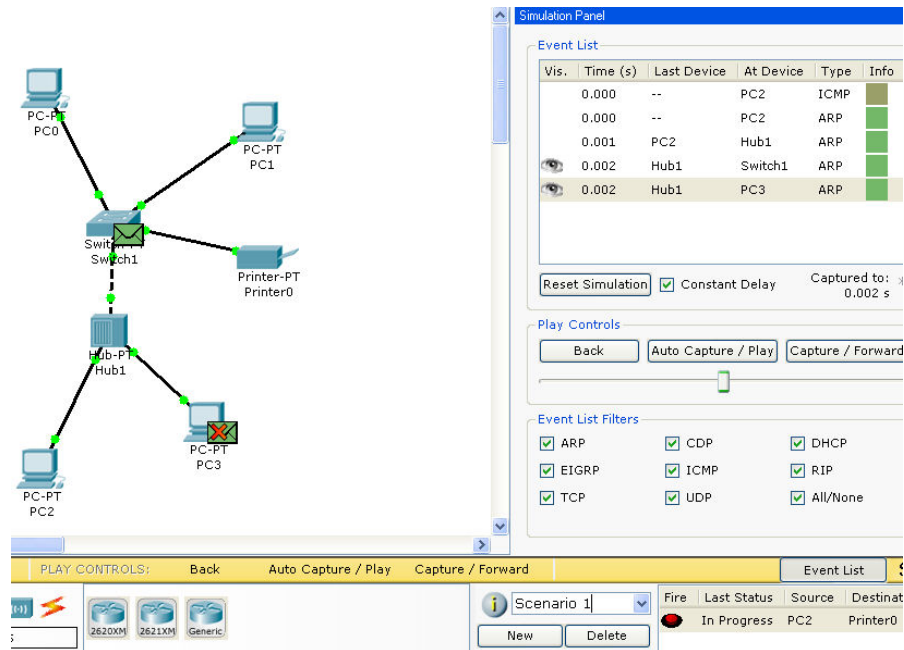 Simulation Panel
Event List
Vis. Time (s) Last Device At Device Type Info
0.000 -- PC2 ICMP
0.000 -- PC2 ARP
0.001 PC2 Hub1 ARP
0.002 Hub1 Switch1 ARP
0.002 Hub1 PC3 ARP
Reset Simulation Constant Delay Captured to:
0.002 s
Play Controls
Back Auto Capture / Play Capture / Forward
Event List Filters
ARP CDP DHCP
EIGRP ICMP RIP
TCP UDP All/None
PC-PT
PC0
PC-PT
PC1
Switch1
Printer-PT
Printer0
Hub-PT
Hub1
PC-PT
PC3
PC-PT
PC2
PLAY CONTROLS: Back Auto Capture / Play Capture / Forward
Event List
2620XM 2621XM Generic
Scenario 1
New Delete
Fire Last Status Source Destinat
In Progress PC2 Printer0